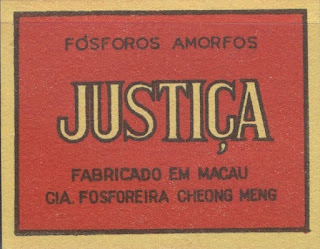 FÓSFOROS AMORFOS
JUSTIÇA
FABRICADO EM MACAU
CIA. FOSFOREIRA CHEONG MENG